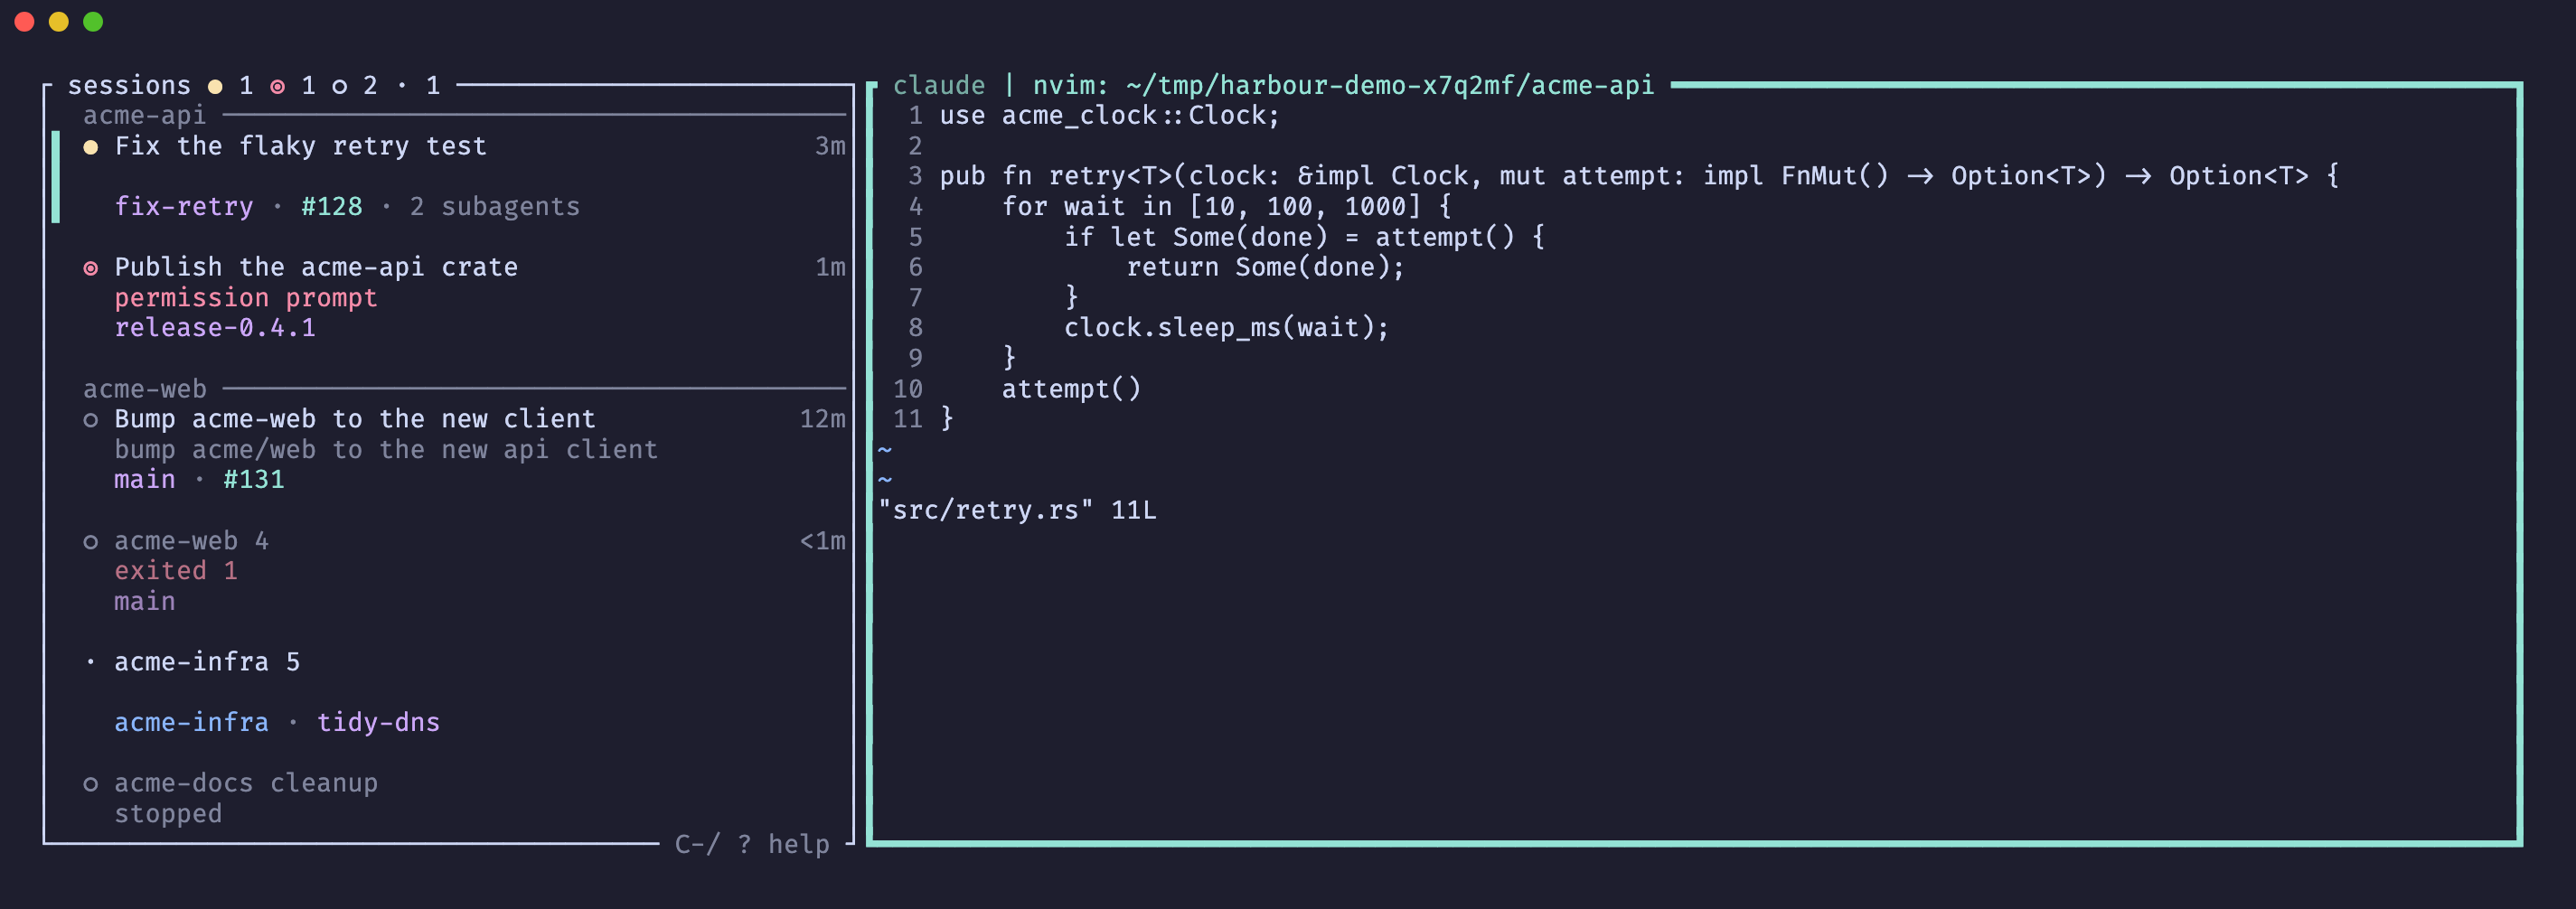 sessions ● 1 ◉ 1 ○ 2 · 1
acme-api
● Fix the flaky retry test 3m
fix-retry · #128 · 2 subagents
◉ Publish the acme-api crate 1m
permission prompt
release-0.4.1
acme-web
○ Bump acme-web to the new client 12m
bump acme/web to the new api client
main · #131
○ acme-web 4 <1m
exited 1
main
· acme-infra 5
acme-infra · tidy-dns
○ acme-docs cleanup
stopped
C-/ ? help
claude | nvim: ~/tmp/harbour-demo-x7q2mf/acme-api
1 use acme_clock::Clock;
2
3 pub fn retry<T>(clock: &impl Clock, mut attempt: impl FnMut() -> Option<T>) -> Option<T> {
4     for wait in [10, 100, 1000] {
5         if let Some(done) = attempt() {
6             return Some(done);
7         }
8         clock.sleep_ms(wait);
9     }
10     attempt()
11 }
~
~
"src/retry.rs" 11L